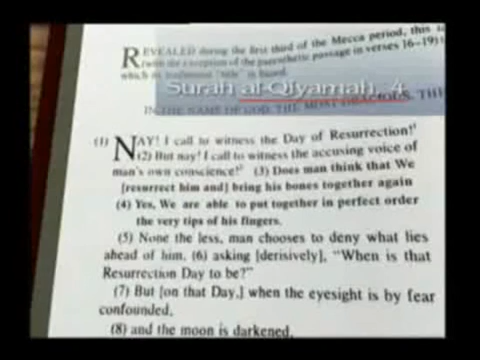 REVEALED during the first third of the Mecca period, this
(with the exception of the parenthetic passage in verses 16–19)
which its traditional "title" is based.
Surah al-Qiyamah, 4
IN THE NAME OF GOD, THE MOST GRACIOUS, THE
(1) NAY! I call to witness the Day of Resurrection!
(2) But nay! I call to witness the accusing voice of
man's own conscience! (3) Does man think that We
[resurrect him and] bring his bones together again
(4) Yes, We are able to put together in perfect order
the very tips of his fingers.
(5) None the less, man chooses to deny what lies
ahead of him, (6) asking [derisively], "When is that
Resurrection Day to be?"
(7) But [on that Day,] when the eyesight is by fear
confounded,
(8) and the moon is darkened,